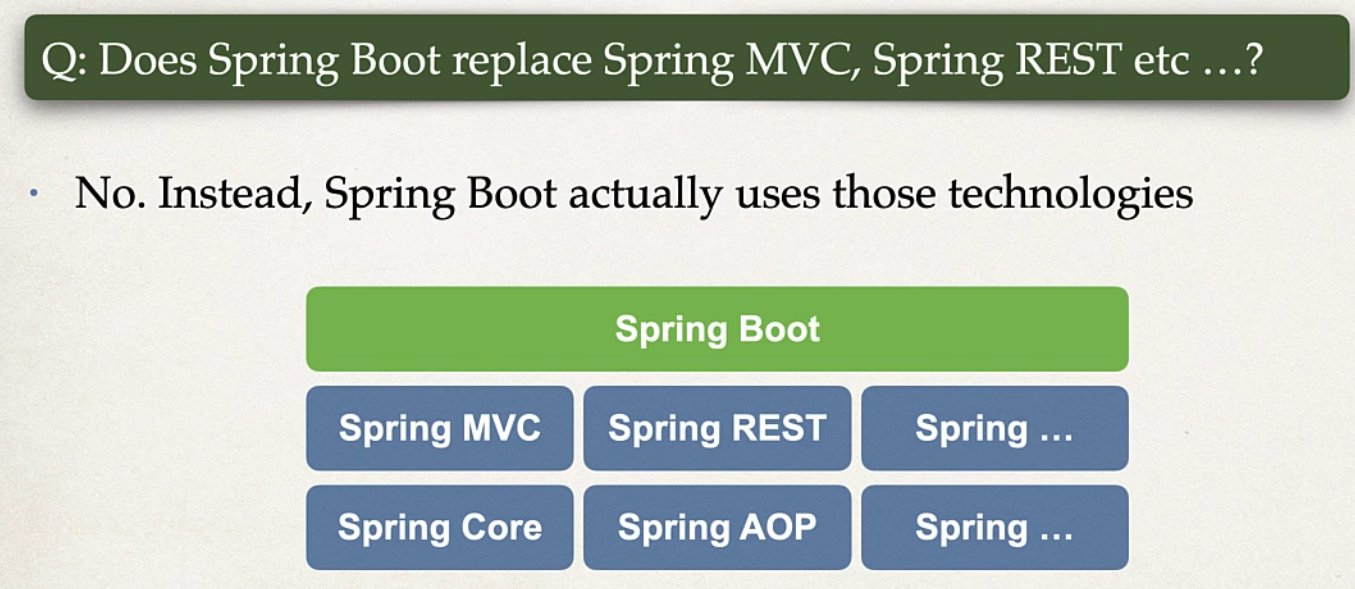 Q: Does Spring Boot replace Spring MVC, Spring REST etc …?
• No. Instead, Spring Boot actually uses those technologies
Spring Boot
Spring MVC Spring REST Spring …
Spring Core Spring AOP Spring …